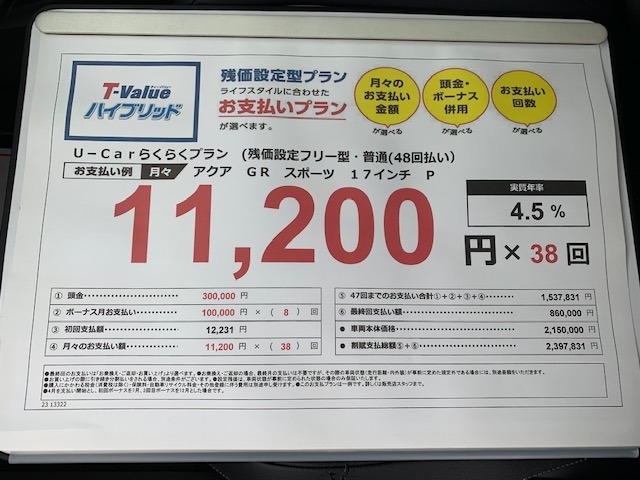 T-Value
ハイブリッド
残価設定型プラン
ライフスタイルに合わせた
お支払いプラン
が選べます。
月々の
お支払い
金額
が選べる
頭金・
ボーナス
併用
が選べる
お支払い
回数
が選べる
U－Carらくらくプラン （残価設定フリー型・普通(48回払い）
お支払い例 月々 アクア GR スポーツ 17インチ P
11,200円×38回
実質年率
4.5%
① 頭金 300,000 円
② ボーナス月お支払い 100,000 円 ×（ 8 ）回
③ 初回支払額 12,231 円
④ 月々のお支払い額 11,200 円 ×（ 38 ）回
⑤ 47回までのお支払い合計①＋②＋③＋④ 1,537,831 円
⑥ 最終回支払い額 860,000 円
● 車両本体価格 2,150,000 円
● 割賦支払総額⑤＋⑥ 2,397,831 円
23 13322